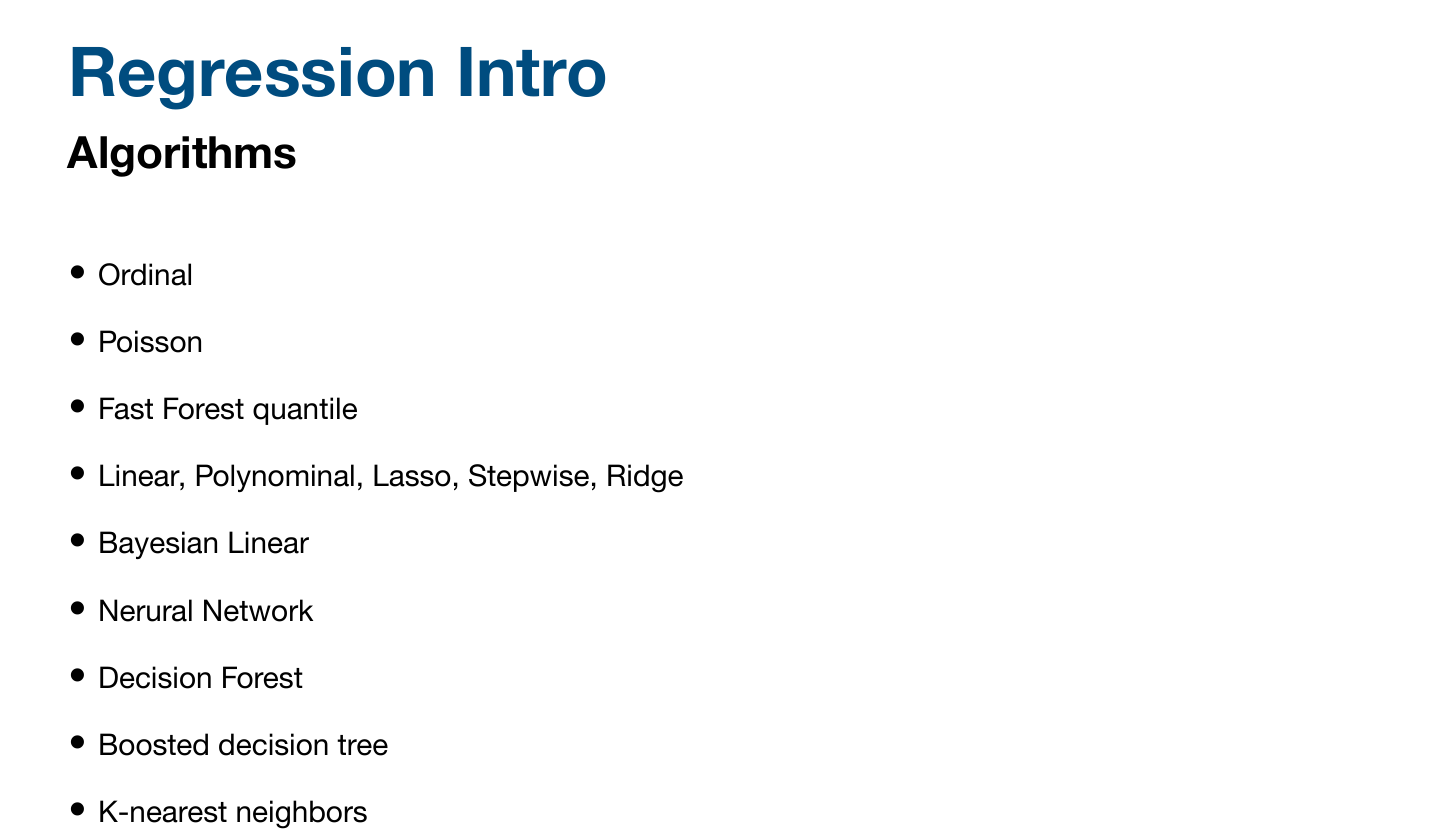 Regression Intro
Algorithms
• Ordinal
• Poisson
• Fast Forest quantile
• Linear, Polynominal, Lasso, Stepwise, Ridge
• Bayesian Linear
• Nerural Network
• Decision Forest
• Boosted decision tree
• K-nearest neighbors